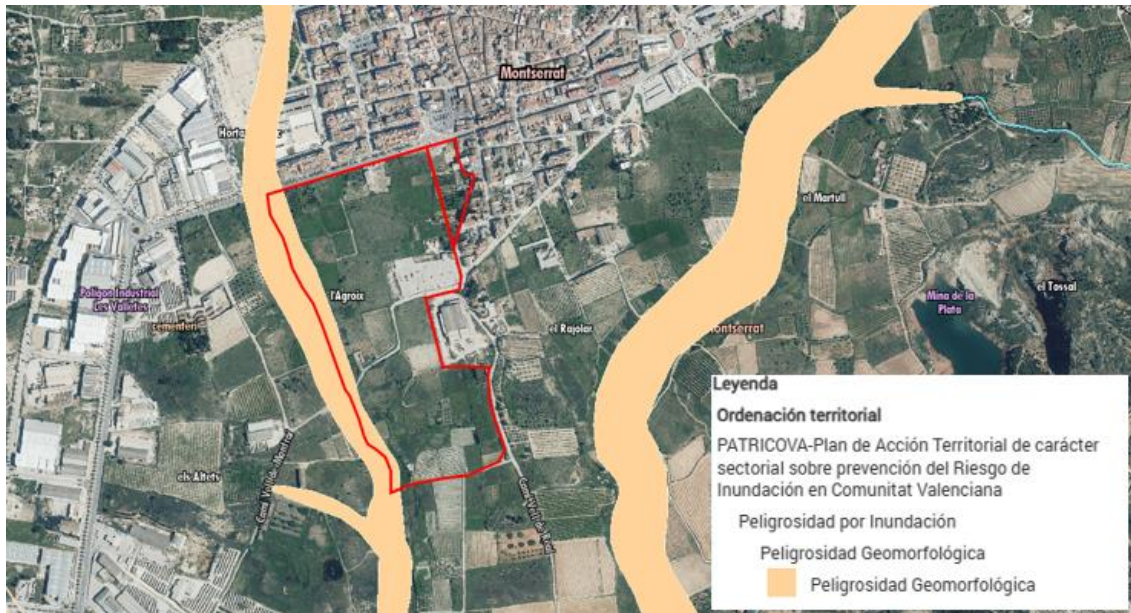 Montserrat
el Martull
el Tossal
Mina de la
Plata
Polígon Industrial
Les Valletes
cementeri
l'Agroix
el Rajolar
Montserrat
els Altets
Leyenda
Ordenación territorial
PATRICOVA-Plan de Acción Territorial de carácter
sectorial sobre prevención del Riesgo de
Inundación en Comunitat Valenciana
Peligrosidad por Inundación
Peligrosidad Geomorfológica
Peligrosidad Geomorfológica